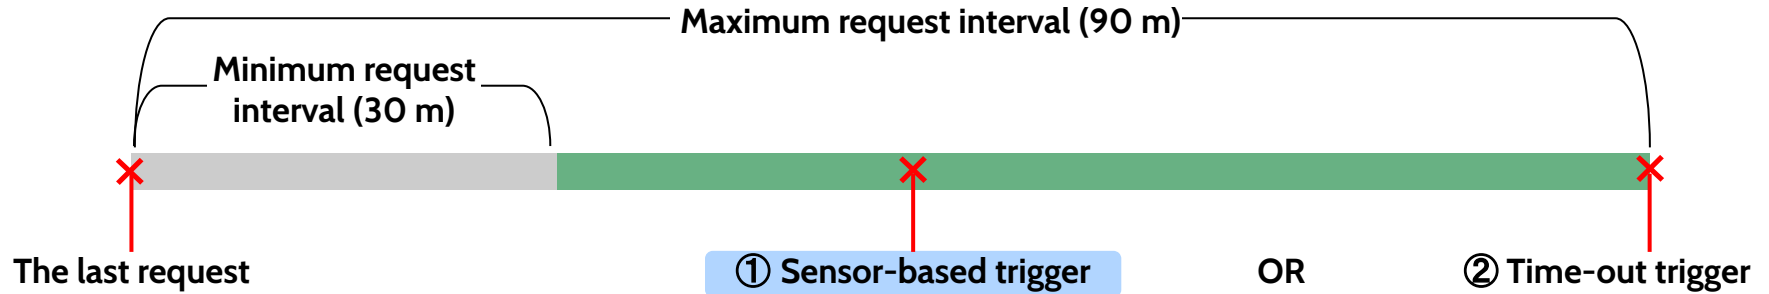 Maximum request interval (90 m)
Minimum request
interval (30 m)
The last request
① Sensor-based trigger
OR
② Time-out trigger